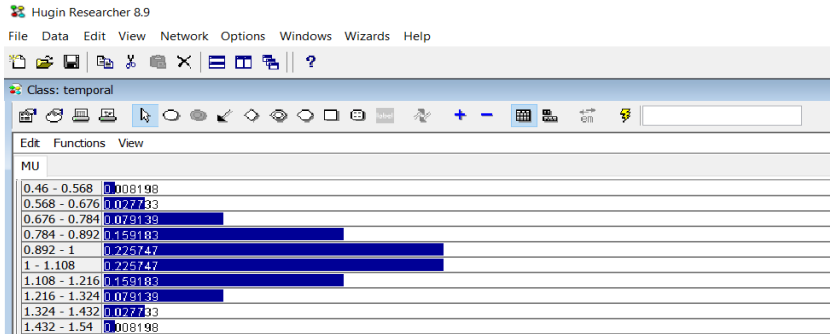 Hugin Researcher 8.9
File Data Edit View Network Options Windows Wizards Help
?
Class: temporal
label
en
Edit Functions View
MU
0.46 - 0.568 0.008198
0.568 - 0.676 0.027733
0.676 - 0.784 0.079139
0.784 - 0.892 0.159183
0.892 - 1 0.225747
1 - 1.108 0.225747
1.108 - 1.216 0.159183
1.216 - 1.324 0.079139
1.324 - 1.432 0.027733
1.432 - 1.54 0.008198